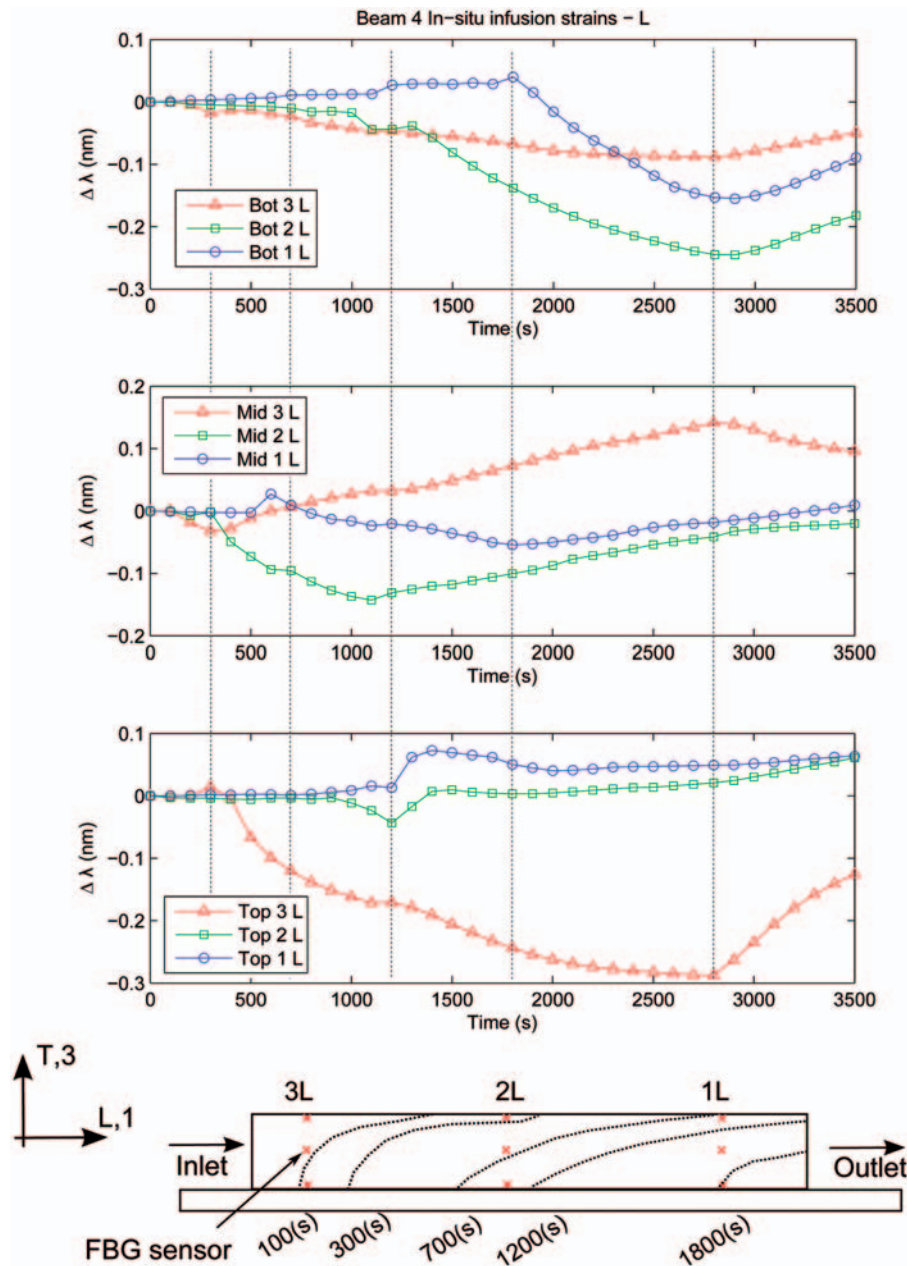 Beam 4 In-situ infusion strains - L
0.1
0
-0.1
-0.2
-0.3
Δ λ (nm)
Bot 3 L
Bot 2 L
Bot 1 L
0 500 1000 1500 2000 2500 3000 3500
Time (s)
0.2
0.1
0
-0.1
-0.2
Δ λ (nm)
Mid 3 L
Mid 2 L
Mid 1 L
0 500 1000 1500 2000 2500 3000 3500
Time (s)
0.1
0
-0.1
-0.2
-0.3
Δ λ (nm)
Top 3 L
Top 2 L
Top 1 L
0 500 1000 1500 2000 2500 3000 3500
Time (s)
T,3
L,1
3L 2L 1L
Inlet
Outlet
FBG sensor
100(s) 300(s) 700(s) 1200(s) 1800(s)